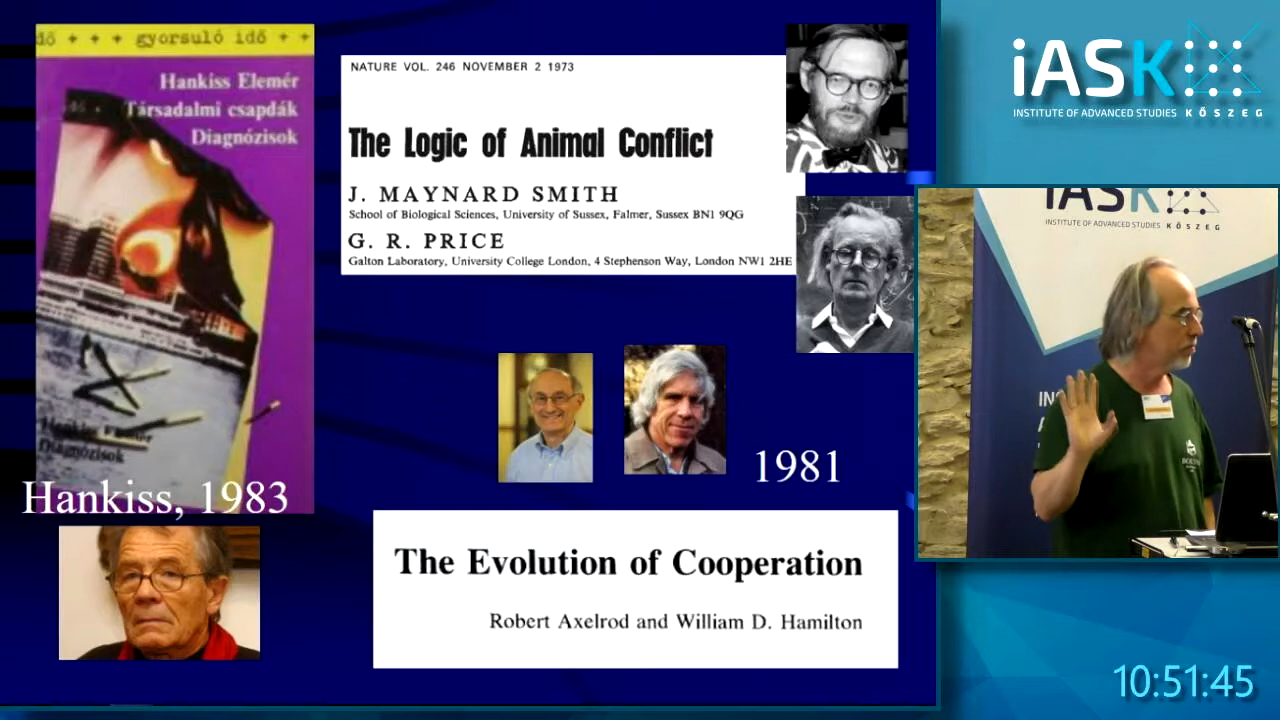 dő + + + gyorsuló idő + +
Hankiss Elemér
Társadalmi csapdák
Diagnózisok
Hankiss Elemér
Diagnózisok
Hankiss, 1983
NATURE VOL. 246 NOVEMBER 2 1973
The Logic of Animal Conflict
J. MAYNARD SMITH
School of Biological Sciences, University of Sussex, Falmer, Sussex BN1 9QG
G. R. PRICE
Galton Laboratory, University College London, 4 Stephenson Way, London NW1 2HE
1981
The Evolution of Cooperation
Robert Axelrod and William D. Hamilton
iASK
INSTITUTE OF ADVANCED STUDIES KŐSZEG
iASK
INSTITUTE OF ADVANCED STUDIES KŐSZEG
10:51:45